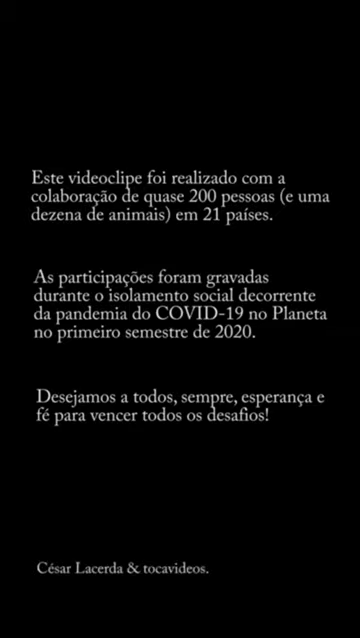 Este videoclipe foi realizado com a
colaboração de quase 200 pessoas (e uma
dezena de animais) em 21 países.
As participações foram gravadas
durante o isolamento social decorrente
da pandemia do COVID-19 no Planeta
no primeiro semestre de 2020.
Desejamos a todos, sempre, esperança e
fé para vencer todos os desafios!
César Lacerda & tocavideos.